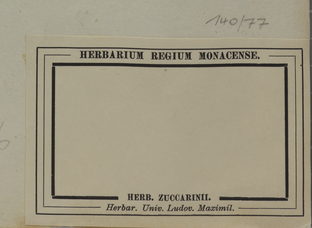 140/77
HERBARIUM REGIUM MONACENSE.
HERB. ZUCCARINII.
Herbar. Univ. Ludov. Maximil.